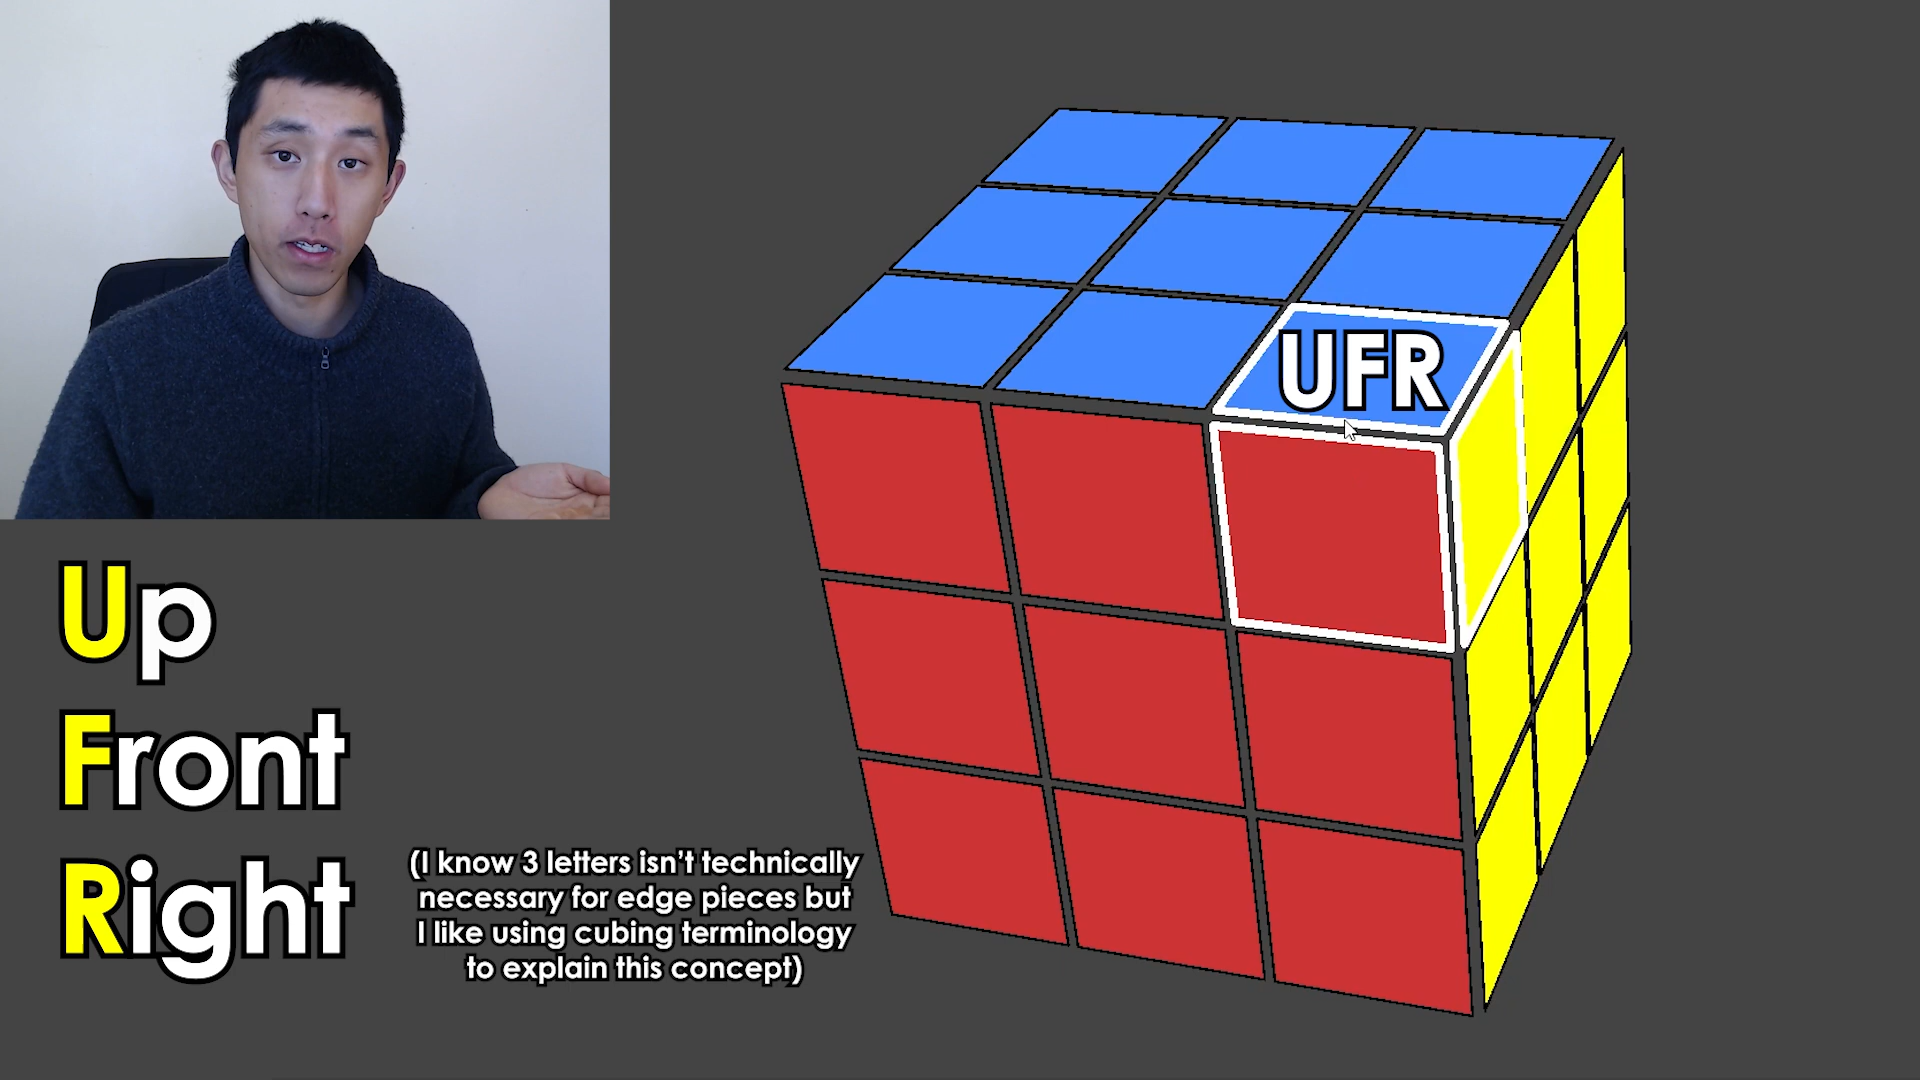 UFR
Up
Front
Right
(I know 3 letters isn't technically
necessary for edge pieces but
I like using cubing terminology
to explain this concept)